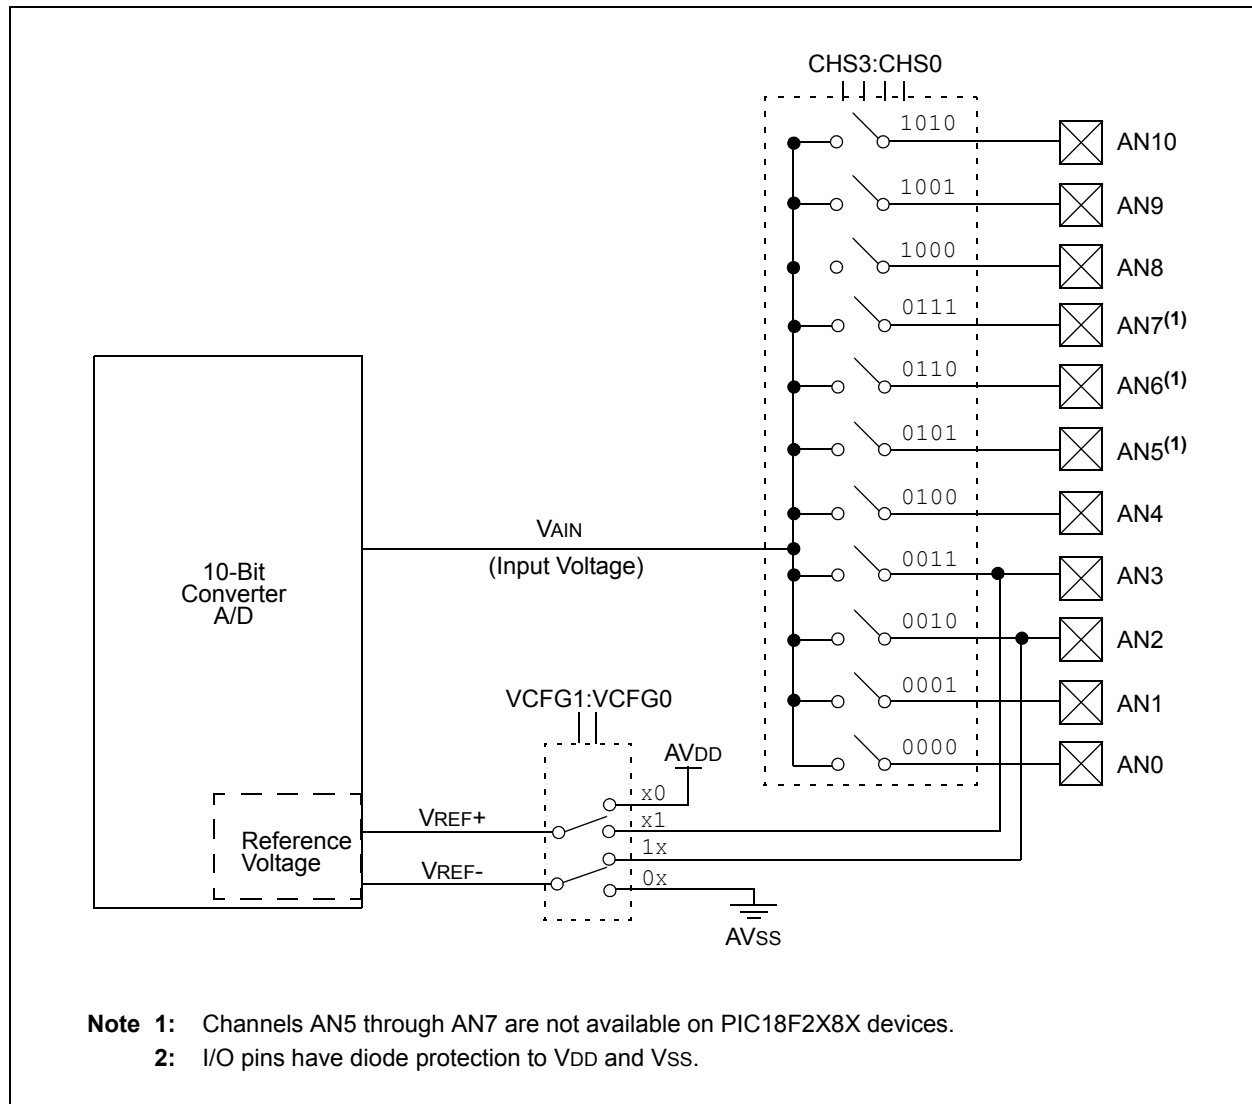 CHS3:CHS0
1010
AN10
1001
AN9
1000
AN8
0111
AN7(1)
0110
AN6(1)
0101
AN5(1)
0100
AN4
VAIN
(Input Voltage)
0011
AN3
10-Bit
Converter
A/D
0010
AN2
0001
AN1
VCFG1:VCFG0
0000
AN0
AVDD
x0
VREF+
x1
Reference
Voltage
1x
VREF-
0x
AVSS
Note 1: Channels AN5 through AN7 are not available on PIC18F2X8X devices.
2: I/O pins have diode protection to VDD and VSS.